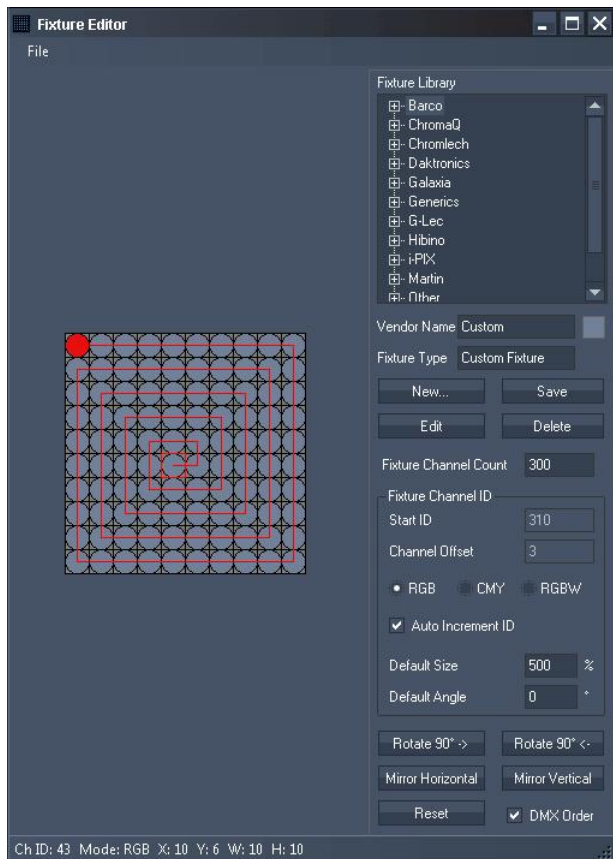 Fixture Editor
File
Fixture Library
Barco
ChromaQ
Chromlech
Daktronics
Galaxia
Generics
G-Lec
Hibino
i-PIX
Martin
Other
Vendor Name Custom
Fixture Type Custom Fixture
New... Save
Edit Delete
Fixture Channel Count 300
Fixture Channel ID
Start ID 310
Channel Offset 3
RGB CMY RGBW
Auto Increment ID
Default Size 500 %
Default Angle 0 °
Rotate 90° -> Rotate 90° <-
Mirror Horizontal Mirror Vertical
Reset DMX Order
Ch ID: 43 Mode: RGB X: 10 Y: 6 W: 10 H: 10